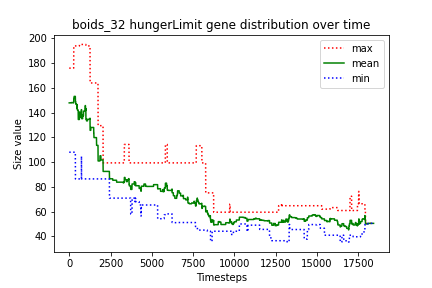 boids_32 hungerLimit gene distribution over time
max
mean
min
Size value
200
180
160
140
120
100
80
60
40
0
2500
5000
7500
10000
12500
15000
17500
Timesteps